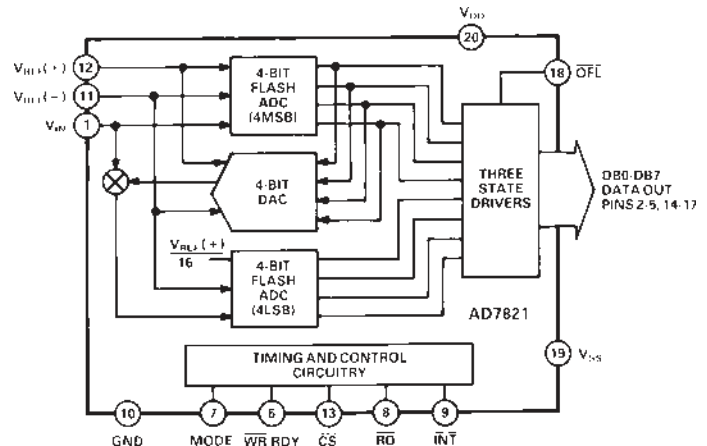 VDD
20
12
VREF(+)
11
VREF(−)
1
VIN
4-BIT
FLASH
ADC
(4MSB)
18
OFL
4-BIT
DAC
THREE
STATE
DRIVERS
DB0-DB7
DATA OUT
PINS 2-5, 14-17
VREF(+)
16
4-BIT
FLASH
ADC
(4LSB)
AD7821
19
VSS
TIMING AND CONTROL
CIRCUITRY
10
7
6
13
8
9
GND
MODE
WR RDY
CS
RD
INT